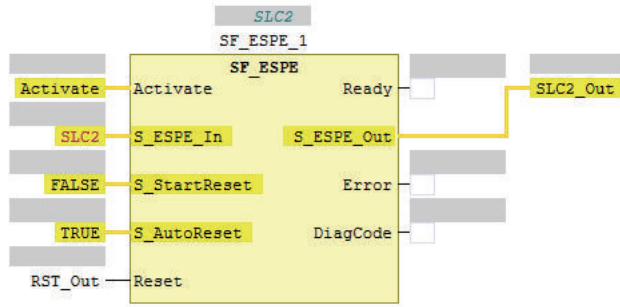 SLC2
SF_ESPE_1
SF_ESPE
Activate Activate Ready SLC2_Out
SLC2 S_ESPE_In S_ESPE_Out
FALSE S_StartReset Error
TRUE S_AutoReset DiagCode
RST_Out Reset